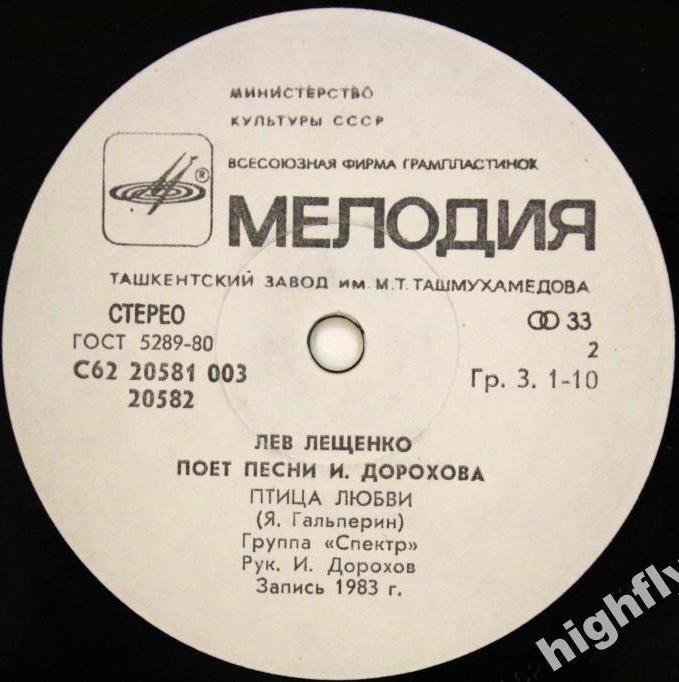 МИНИСТЕРСТВО
КУЛЬТУРЫ СССР
ВСЕСОЮЗНАЯ ФИРМА ГРАМПЛАСТИНОК
®
МЕЛОДИЯ
ТАШКЕНТСКИЙ ЗАВОД им. М.Т. ТАШМУХАМЕДОВА
СТЕРЕО
33
ГОСТ 5289-80
2
С62 20581 003
Гр. 3. 1-10
20582
ЛЕВ ЛЕЩЕНКО
ПОЕТ ПЕСНИ И. ДОРОХОВА
ПТИЦА ЛЮБВИ
(Я. Гальперин)
Группа «Спектр»
Рук. И. Дорохов
Запись 1983 г.
highfly